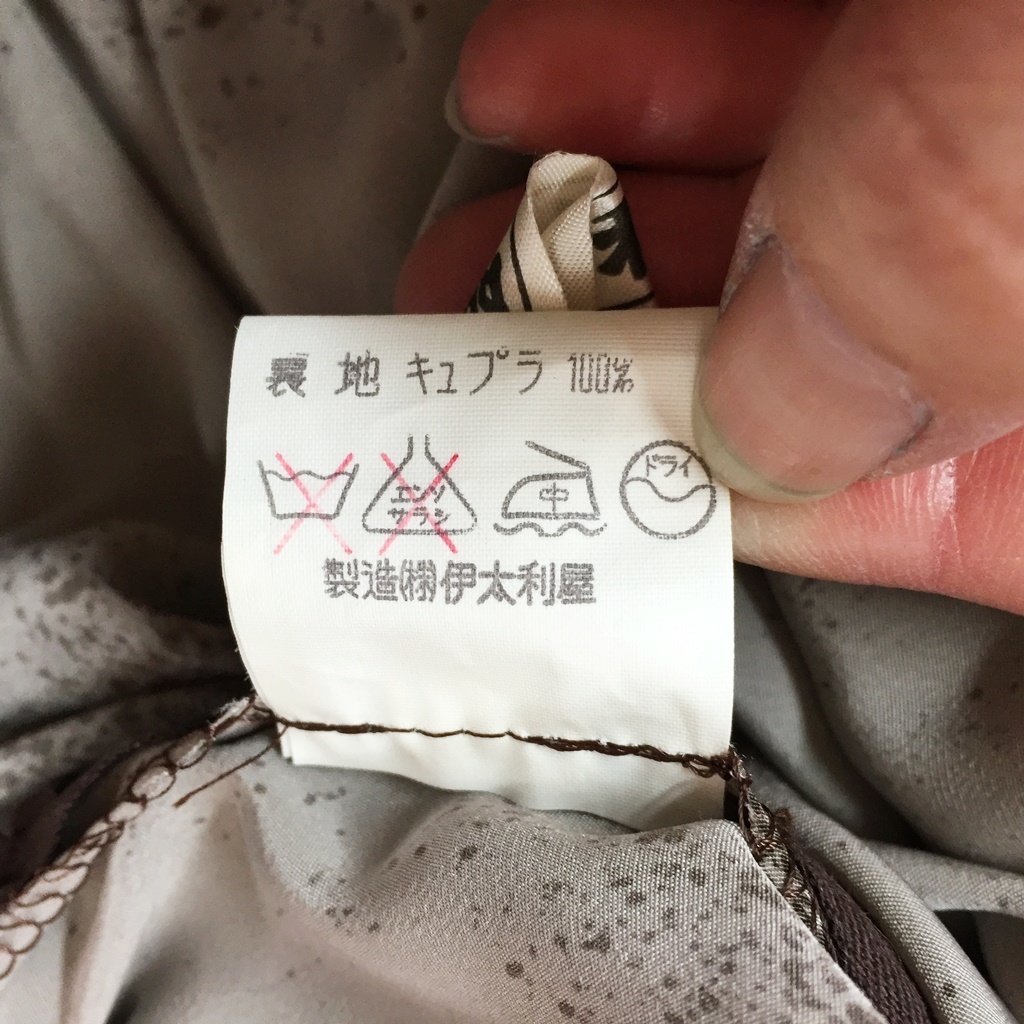 裏地 キュプラ 100%
エンソ
サラシ
中
ドライ
製造(株)伊太利屋